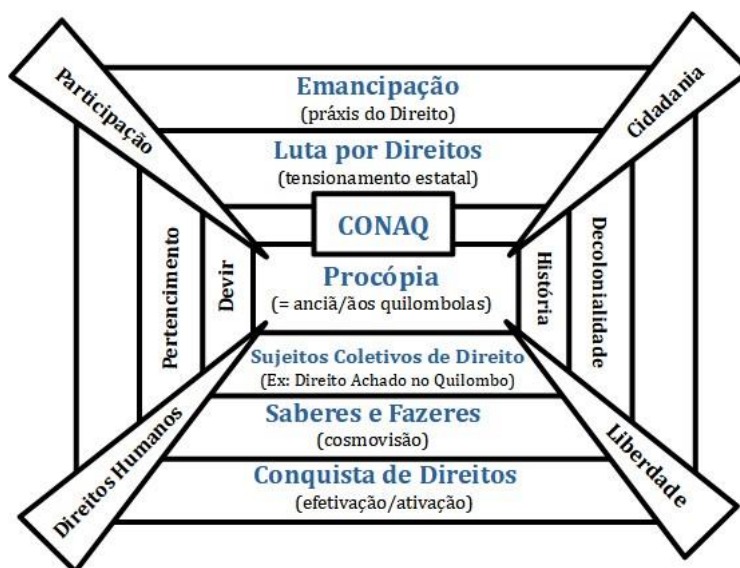 Participação
Emancipação
(práxis do Direito)
Cidadania
Luta por Direitos
(tensionamento estatal)
CONAQ
Pertencimento
Devir
Procópia
(= anciã/ãos quilombolas)
História
Decolonialidade
Sujeitos Coletivos de Direito
(Ex: Direito Achado no Quilombo)
Saberes e Fazeres
(cosmovisão)
Direitos Humanos
Conquista de Direitos
(efetivação/ativação)
Liberdade